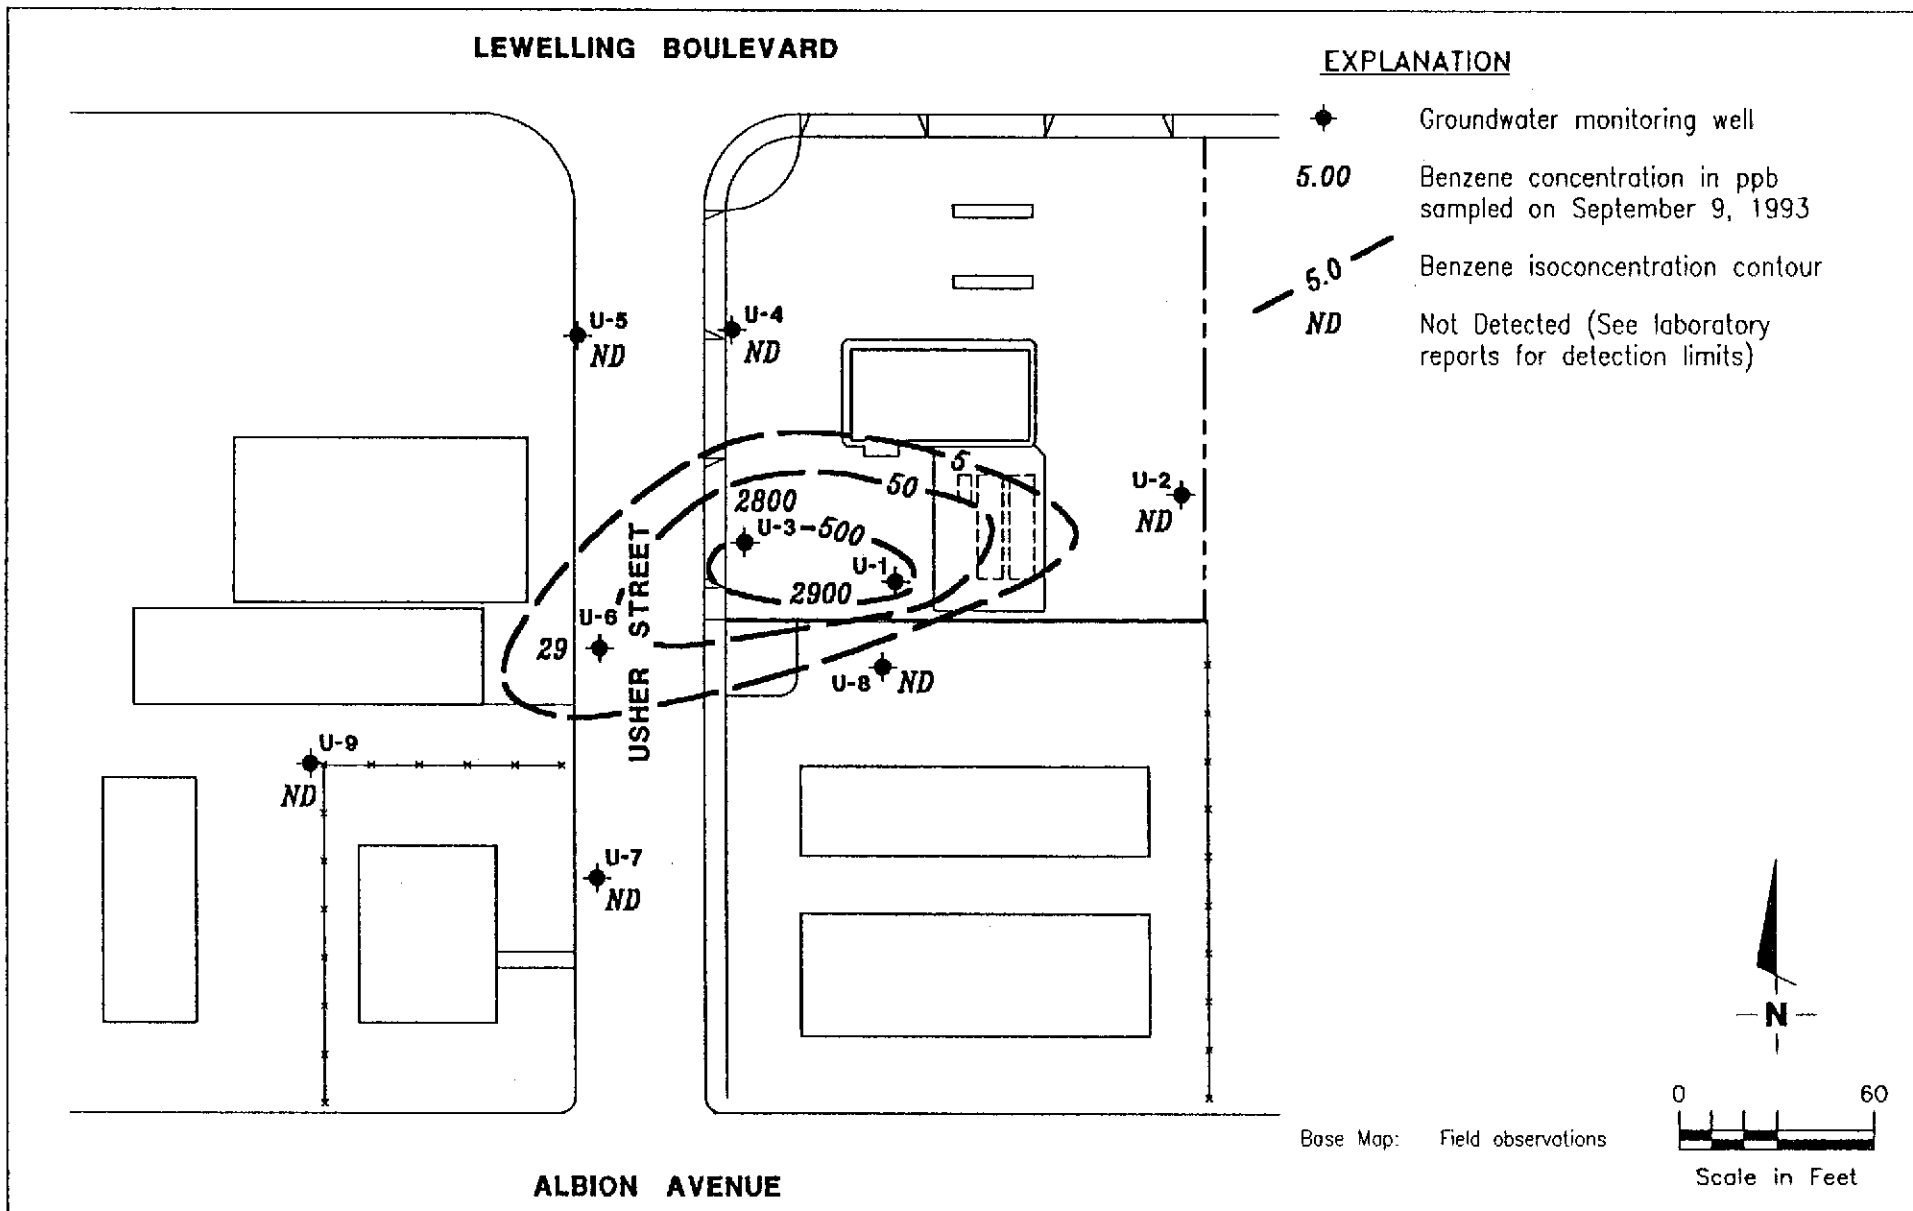 LEWELLING BOULEVARD
EXPLANATION
Groundwater monitoring well
5.00
Benzene concentration in ppb
sampled on September 9, 1993
5.0
Benzene isoconcentration contour
ND
Not Detected (See laboratory
reports for detection limits)
U-5
ND
U-4
ND
5
50
U-2
ND
2800
U-3
500
U-1
2900
USHER STREET
U-6
29
U-8
ND
U-9
ND
U-7
ND
N
0 60
Scale in Feet
Base Map: Field observations
ALBION AVENUE